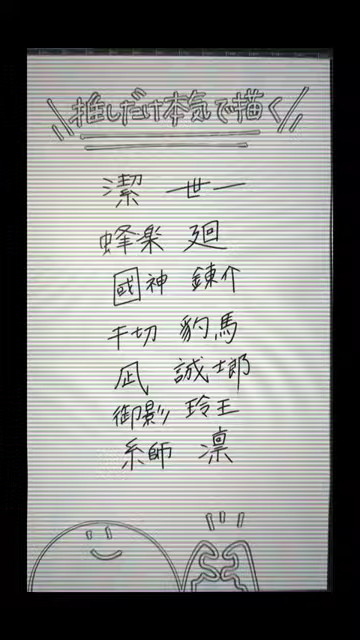 推しだけ本気で描く
潔 世一
蜂楽 廻
國神 錬介
千切 豹馬
凪 誠士郎
御影 玲王
糸師 凛